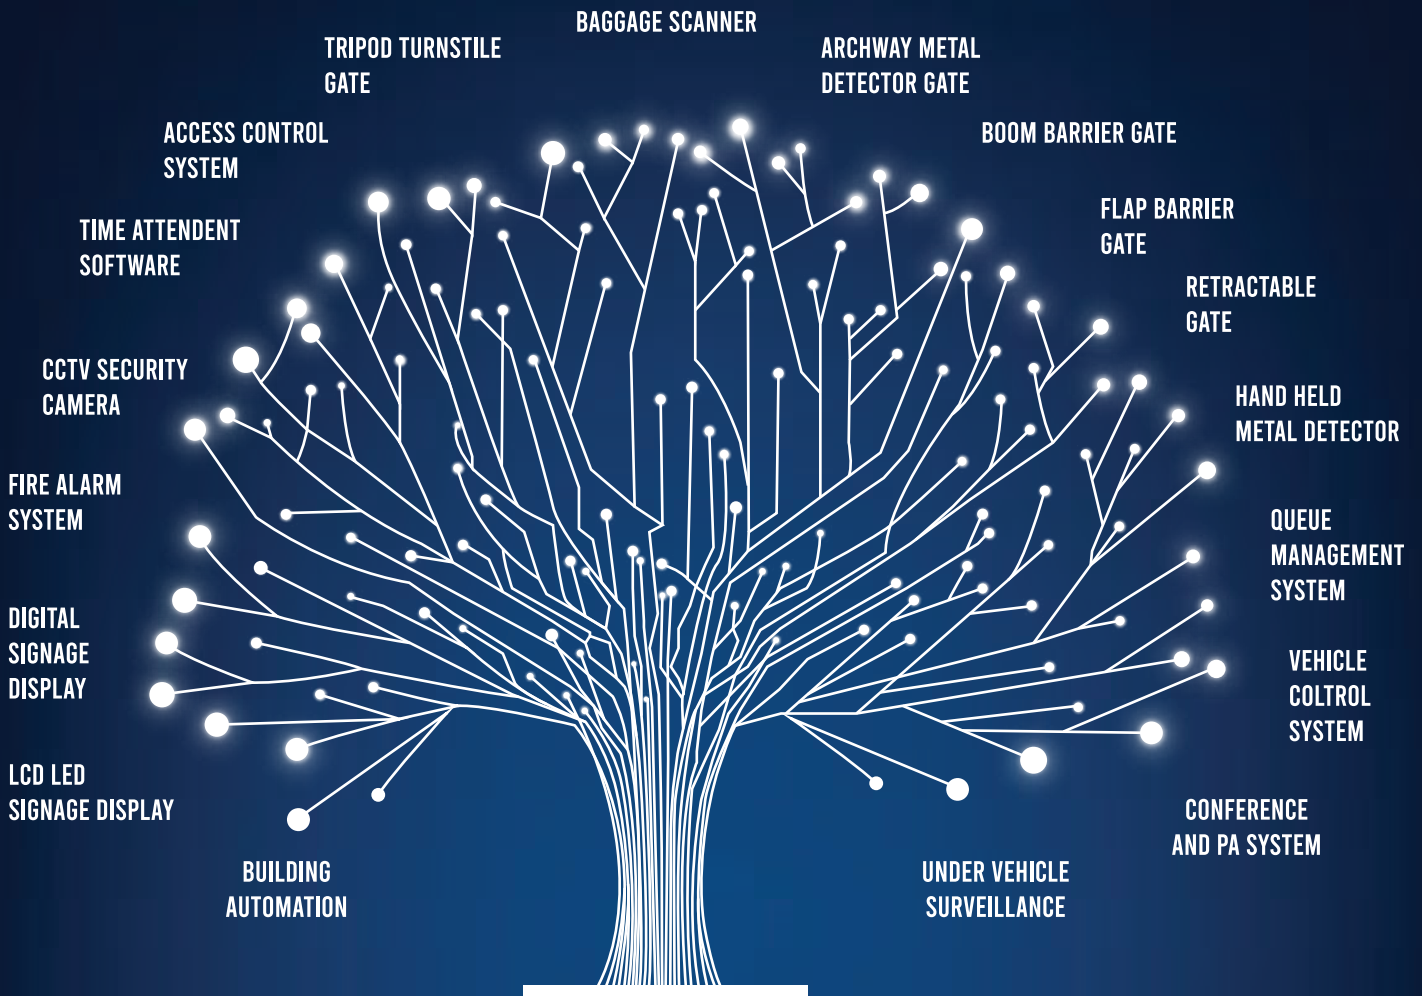 BAGGAGE SCANNER
TRIPOD TURNSTILE
GATE
ARCHWAY METAL
DETECTOR GATE
ACCESS CONTROL
SYSTEM
BOOM BARRIER GATE
TIME ATTENDENT
SOFTWARE
FLAP BARRIER
GATE
RETRACTABLE
GATE
CCTV SECURITY
CAMERA
HAND HELD
METAL DETECTOR
FIRE ALARM
SYSTEM
QUEUE
MANAGEMENT
SYSTEM
DIGITAL
SIGNAGE
DISPLAY
VEHICLE
COLTROL
SYSTEM
LCD LED
SIGNAGE DISPLAY
CONFERENCE
AND PA SYSTEM
BUILDING
AUTOMATION
UNDER VEHICLE
SURVEILLANCE